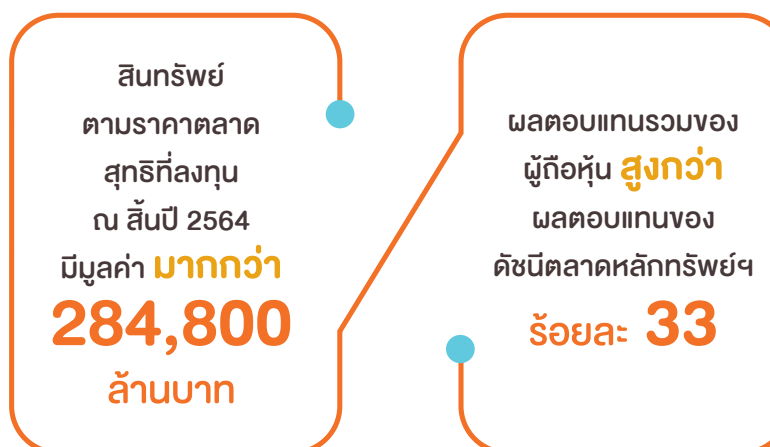 สินทรัพย์
ตามราคาตลาด
สุทธิที่ลงทุน
ณ สิ้นปี 2564
มีมูลค่า มากกว่า
284,800
ล้านบาท
ผลตอบแทนรวมของ
ผู้ถือหุ้น สูงกว่า
ผลตอบแทนของ
ดัชนีตลาดหลักทรัพย์ฯ
ร้อยละ 33